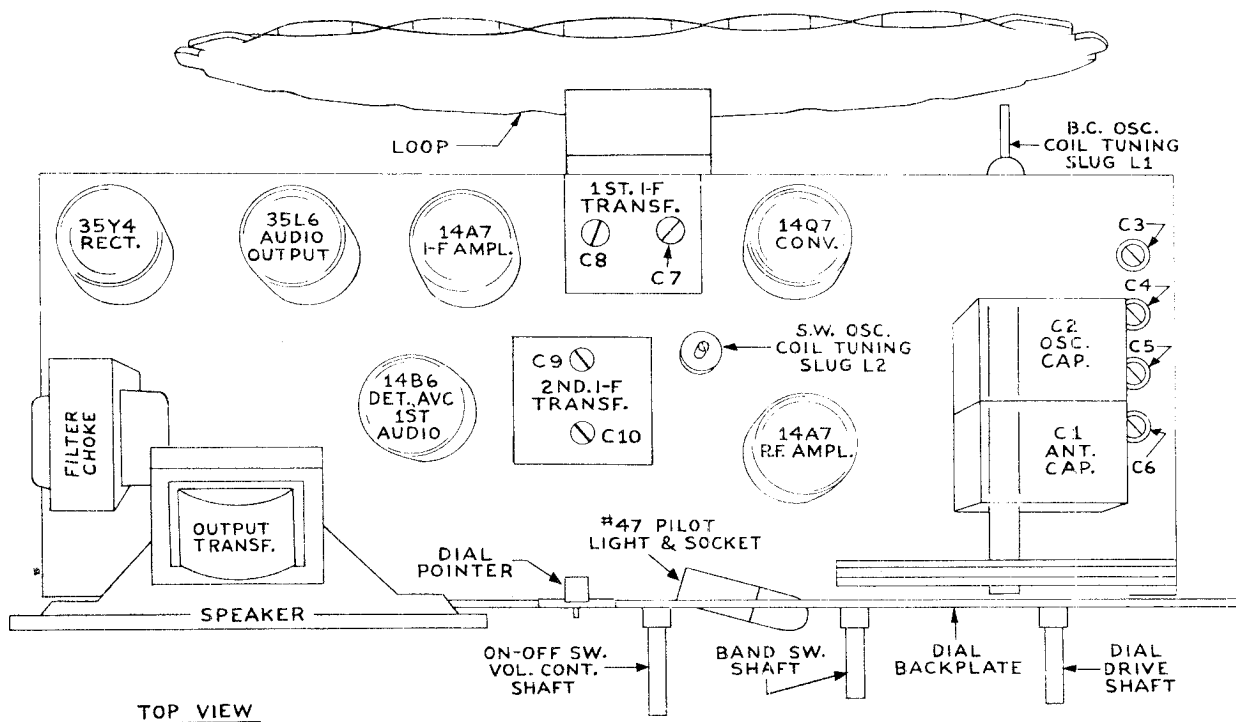 LOOP
B.C. OSC.
COIL TUNING
SLUG L1
35Y4
RECT.
35L6
AUDIO
OUTPUT
14A7
I-F AMPL.
1ST. I-F
TRANSF.
C8
C7
14Q7
CONV.
C3
C4
C5
C6
S.W. OSC.
COIL TUNING
SLUG L2
C2
OSC.
CAP.
C1
ANT.
CAP.
FILTER
CHOKE
14B6
DET., AVC
1ST
AUDIO
C9
2ND. I-F
TRANSF.
C10
14A7
R.F. AMPL.
OUTPUT
TRANSF.
#47 PILOT
LIGHT & SOCKET
DIAL
POINTER
SPEAKER
ON-OFF SW.
VOL. CONT.
SHAFT
BAND SW.
SHAFT
DIAL
BACKPLATE
DIAL
DRIVE
SHAFT
TOP VIEW